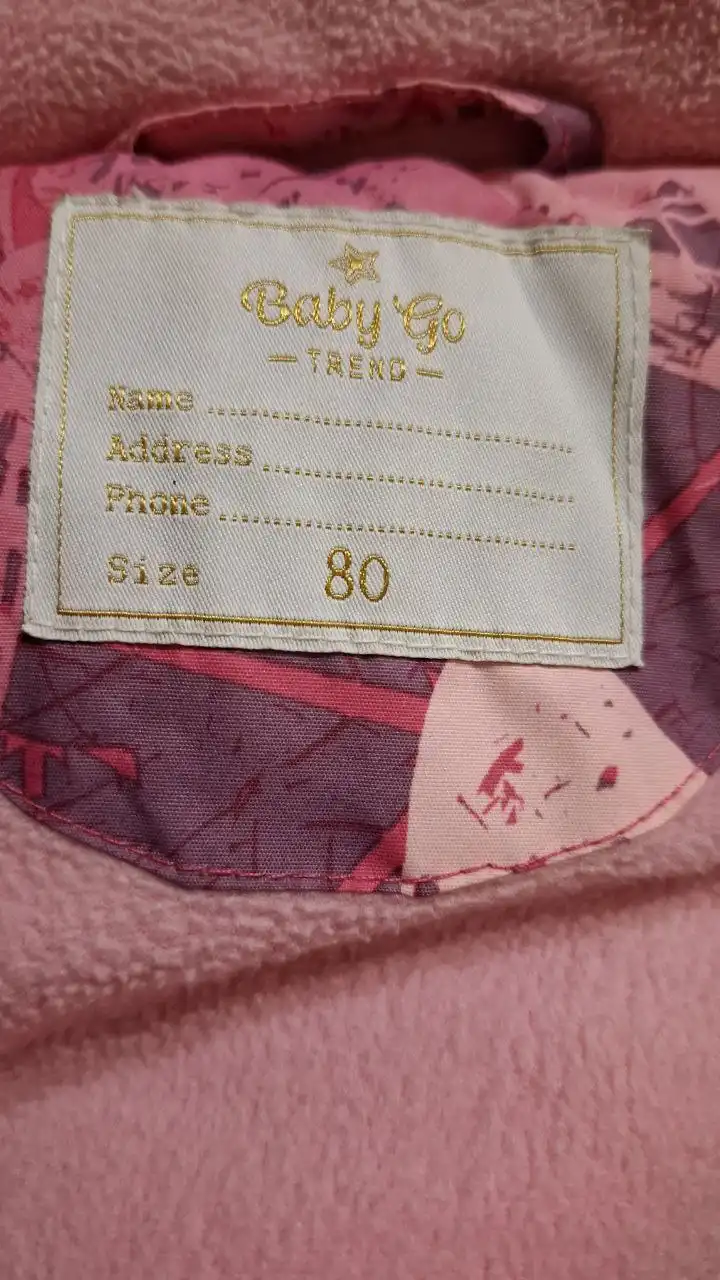 Baby Go
— TREND —
Name ........................................
Address ..................................
Phone ........................................
Size 80